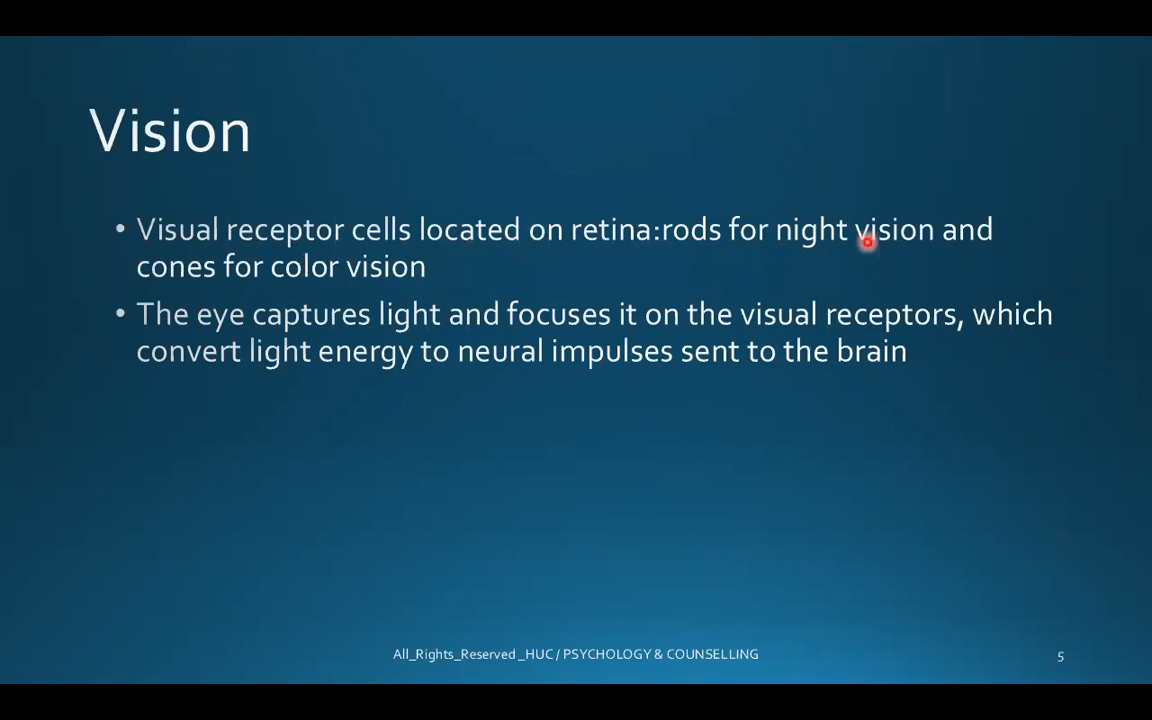 Vision
• Visual receptor cells located on retina:rods for night vision and
cones for color vision
• The eye captures light and focuses it on the visual receptors, which
convert light energy to neural impulses sent to the brain
All_Rights_Reserved _HUC / PSYCHOLOGY & COUNSELLING
5